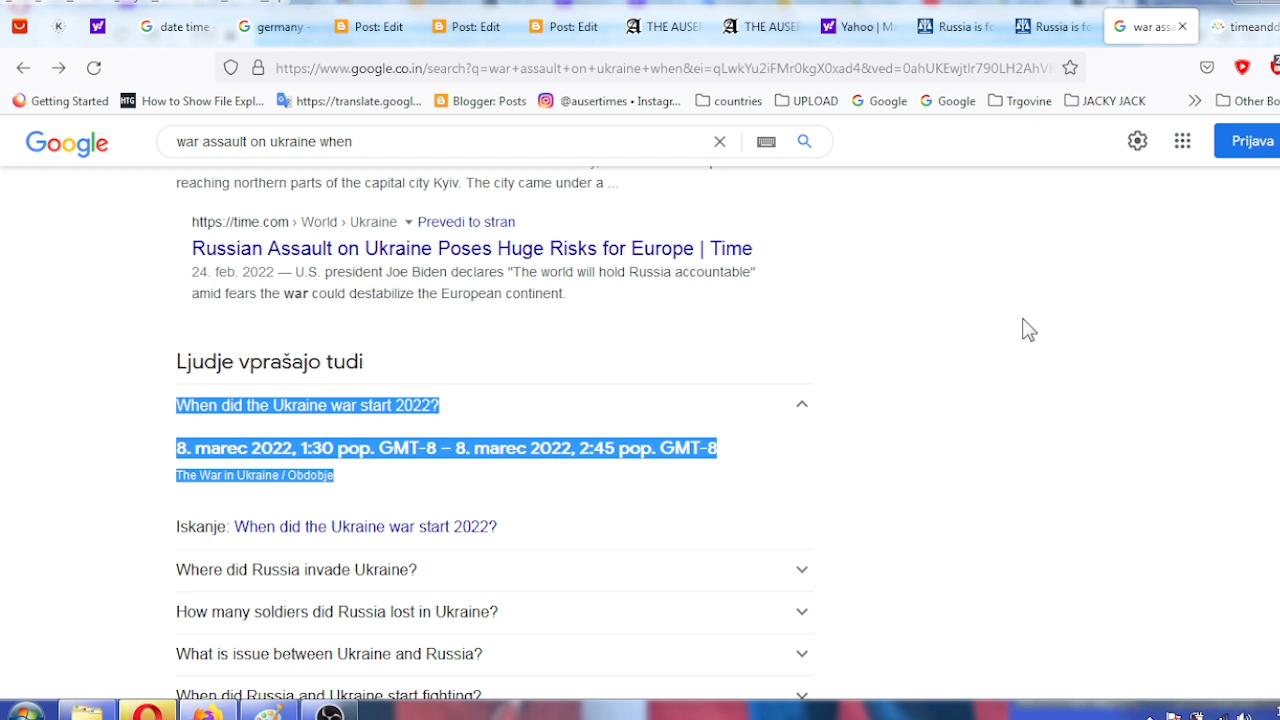 date time
germany -
Post: Edit
Post: Edit
Post: Edit
THE AUSE
THE AUSE
Yahoo | M
Russia is fo
Russia is fo
war assa
timeandd
https://www.google.co.in/search?q=war+assault+on+ukraine+when&ei=qLwkYu2iFMr0kgX0xad4&ved=0ahUKEwjtlr790LH2AhVl
Getting Started
HTG How to Show File Expl...
https://translate.googl...
Blogger: Posts
@ausertimes • Instagr...
countries
UPLOAD
Google
Google
Trgovine
JACKY JACK
Other Bo
Google
war assault on ukraine when
Prijava
reaching northern parts of the capital city Kyiv. The city came under a ...
https://time.com › World › Ukraine ▾ Prevedi to stran
Russian Assault on Ukraine Poses Huge Risks for Europe | Time
24. feb. 2022 — U.S. president Joe Biden declares "The world will hold Russia accountable"
amid fears the war could destabilize the European continent.
Ljudje vprašajo tudi
When did the Ukraine war start 2022?
8. marec 2022, 1:30 pop. GMT-8 – 8. marec 2022, 2:45 pop. GMT-8
The War in Ukraine / Obdobje
Iskanje: When did the Ukraine war start 2022?
Where did Russia invade Ukraine?
How many soldiers did Russia lost in Ukraine?
What is issue between Ukraine and Russia?
When did Russia and Ukraine start fighting?